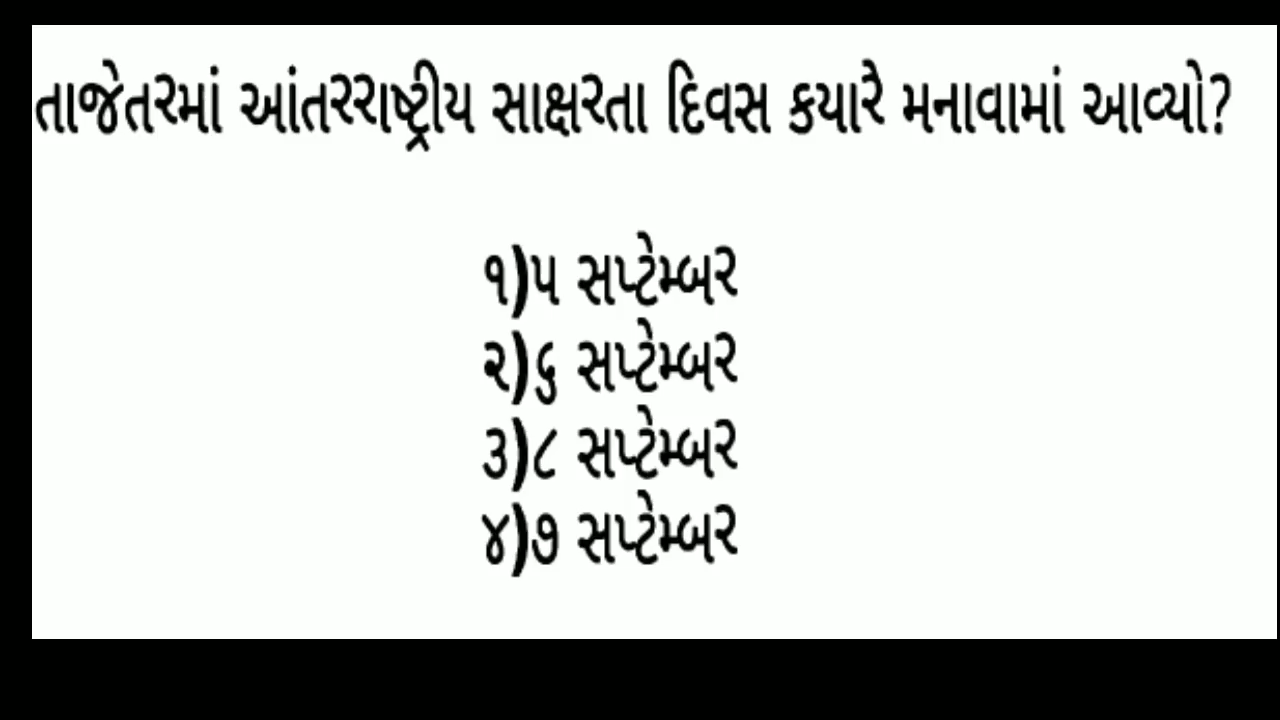 તાજેતરમાં આંતરરાષ્ટ્રીય સાક્ષરતા દિવસ કયારે મનાવામાં આવ્યો?
૧)૫ સપ્ટેમ્બર
૨)૬ સપ્ટેમ્બર
૩)૮ સપ્ટેમ્બર
૪)૭ સપ્ટેમ્બર